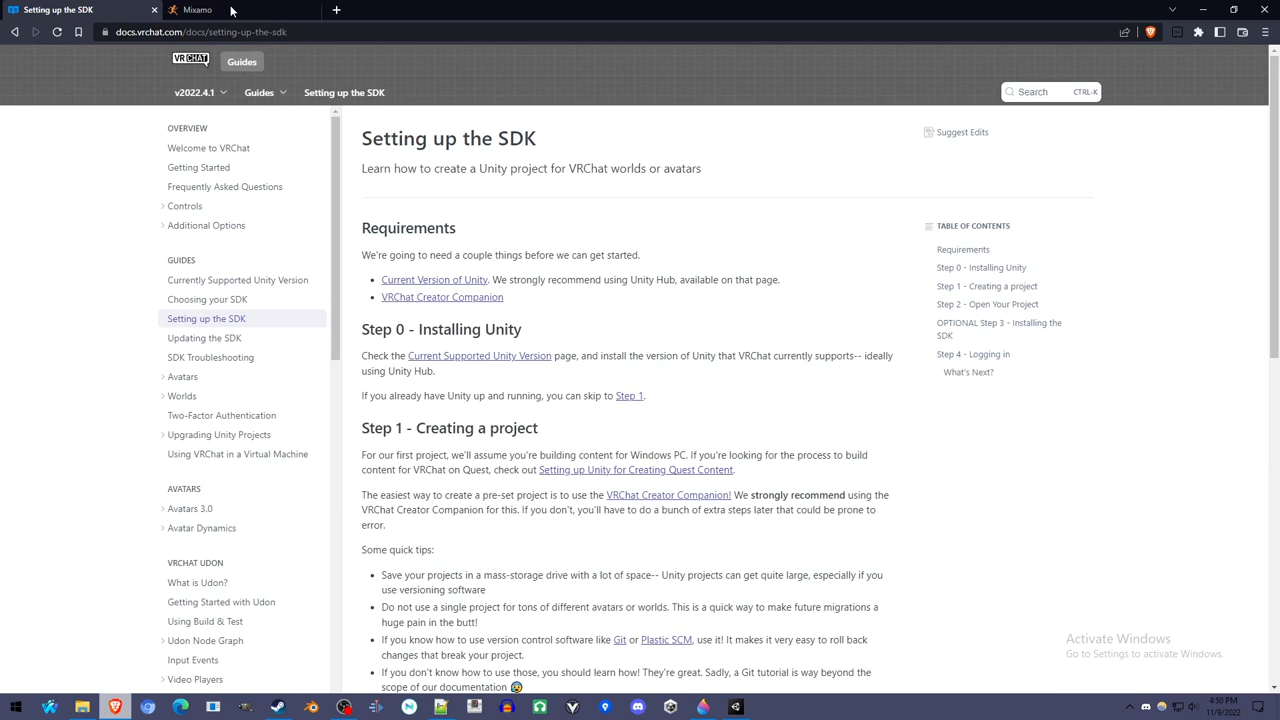 Setting up the SDK
Mixamo
docs.vrchat.com/docs/setting-up-the-sdk
VRCHAT
Guides
v2022.4.1
Guides
Setting up the SDK
Search
CTRL-K
OVERVIEW
Welcome to VRChat
Getting Started
Frequently Asked Questions
Controls
Additional Options
GUIDES
Currently Supported Unity Version
Choosing your SDK
Setting up the SDK
Updating the SDK
SDK Troubleshooting
Avatars
Worlds
Two-Factor Authentication
Upgrading Unity Projects
Using VRChat in a Virtual Machine
AVATARS
Avatars 3.0
Avatar Dynamics
VRCHAT UDON
What is Udon?
Getting Started with Udon
Using Build & Test
Udon Node Graph
Input Events
Video Players
Setting up the SDK
Learn how to create a Unity project for VRChat worlds or avatars
Requirements
We're going to need a couple things before we can get started.
• Current Version of Unity. We strongly recommend using Unity Hub, available on that page.
• VRChat Creator Companion
Step 0 - Installing Unity
Check the Current Supported Unity Version page, and install the version of Unity that VRChat currently supports-- ideally
using Unity Hub.
If you already have Unity up and running, you can skip to Step 1.
Step 1 - Creating a project
For our first project, we'll assume you're building content for Windows PC. If you're looking for the process to build
content for VRChat on Quest, check out Setting up Unity for Creating Quest Content.
The easiest way to create a pre-set project is to use the VRChat Creator Companion! We strongly recommend using the
VRChat Creator Companion for this. If you don't, you'll have to do a bunch of extra steps later that could be prone to
error.
Some quick tips:
• Save your projects in a mass-storage drive with a lot of space-- Unity projects can get quite large, especially if you
use versioning software
• Do not use a single project for tons of different avatars or worlds. This is a quick way to make future migrations a
huge pain in the butt!
• If you know how to use version control software like Git or Plastic SCM, use it! It makes it very easy to roll back
changes that break your project.
• If you don't know how to use those, you should learn how! They're great. Sadly, a Git tutorial is way beyond the
scope of our documentation 😰
Suggest Edits
TABLE OF CONTENTS
Requirements
Step 0 - Installing Unity
Step 1 - Creating a project
Step 2 - Open Your Project
OPTIONAL Step 3 - Installing the
SDK
Step 4 - Logging in
What's Next?
Activate Windows
Go to Settings to activate Windows.
4:50 PM
11/9/2022